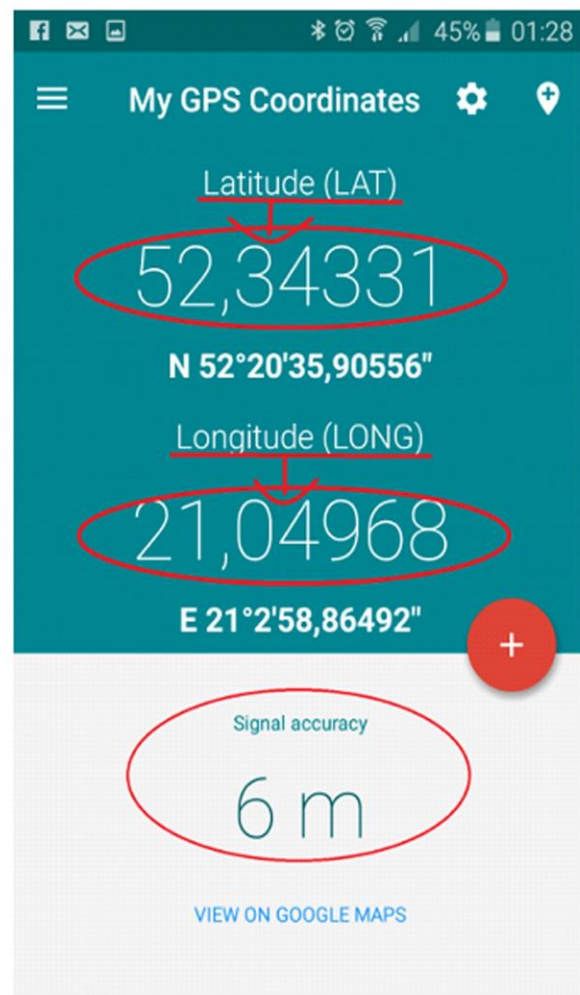 45% 01:28
My GPS Coordinates
Latitude (LAT)
52,34331
N 52°20'35,90556"
Longitude (LONG)
21,04968
E 21°2'58,86492"
+
Signal accuracy
6 m
VIEW ON GOOGLE MAPS